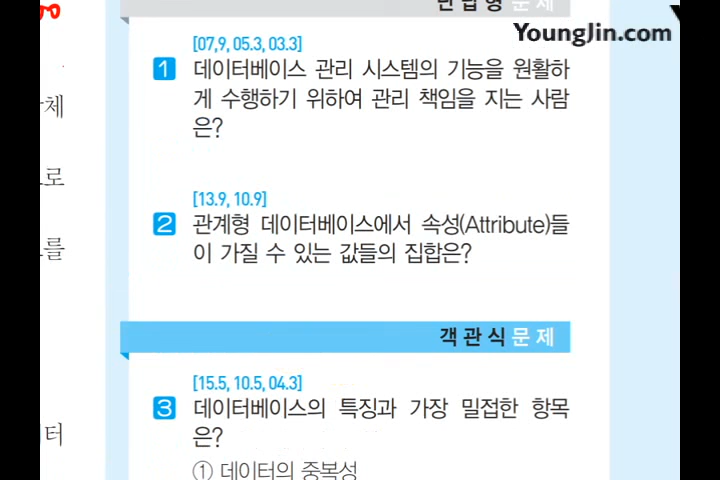 단답형 문제
YoungJin.com
[07.9, 05.3, 03.3]
1 데이터베이스 관리 시스템의 기능을 원활하
게 수행하기 위하여 관리 책임을 지는 사람
은?
체
로
를
[13.9, 10.9]
2 관계형 데이터베이스에서 속성(Attribute)들
이 가질 수 있는 값들의 집합은?
객관식 문제
[15.5, 10.5, 04.3]
3 데이터베이스의 특징과 가장 밀접한 항목
은?
터
① 데이터의 중복성